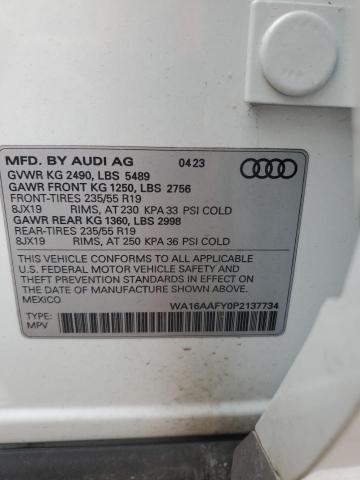 MFD. BY AUDI AG 04 23
GVWR KG 2490, LBS 5489
GAWR FRONT KG 1250, LBS 2756
FRONT-TIRES 235/55 R19
8JX19 RIMS, AT 230 KPA 33 PSI COLD
GAWR REAR KG 1360, LBS 2998
REAR-TIRES 235/55 R19
8JX19 RIMS, AT 250 KPA 36 PSI COLD
THIS VEHICLE CONFORMS TO ALL APPLICABLE
U.S. FEDERAL MOTOR VEHICLE SAFETY AND
THEFT PREVENTION STANDARDS IN EFFECT ON
THE DATE OF MANUFACTURE SHOWN ABOVE.
MEXICO
WA16AAFY0P2137734
TYPE:
MPV